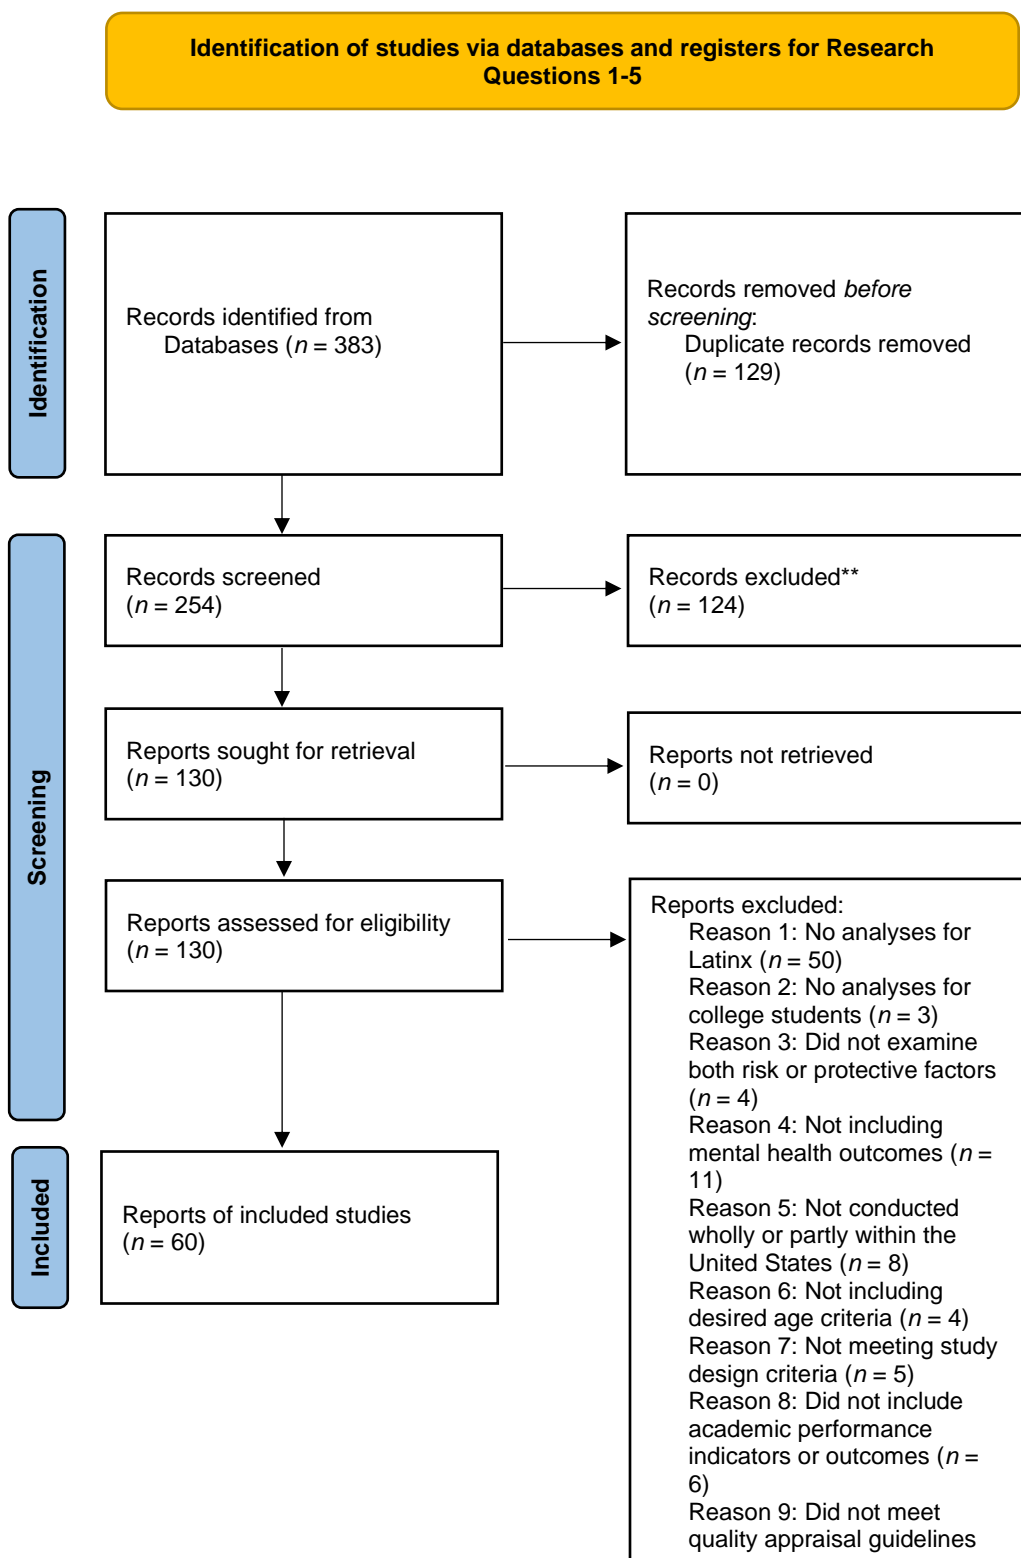 Identification of studies via databases and registers for Research
Questions 1-5
Identification
Records identified from
Databases (n = 383)
Records removed before
screening:
Duplicate records removed
(n = 129)
Screening
Records screened
(n = 254)
Records excluded**
(n = 124)
Reports sought for retrieval
(n = 130)
Reports not retrieved
(n = 0)
Reports assessed for eligibility
(n = 130)
Reports excluded:
Reason 1: No analyses for
Latinx (n = 50)
Reason 2: No analyses for
college students (n = 3)
Reason 3: Did not examine
both risk or protective factors
(n = 4)
Reason 4: Not including
mental health outcomes (n =
11)
Reason 5: Not conducted
wholly or partly within the
United States (n = 8)
Reason 6: Not including
desired age criteria (n = 4)
Reason 7: Not meeting study
design criteria (n = 5)
Reason 8: Did not include
academic performance
indicators or outcomes (n =
6)
Reason 9: Did not meet
quality appraisal guidelines
Included
Reports of included studies
(n = 60)